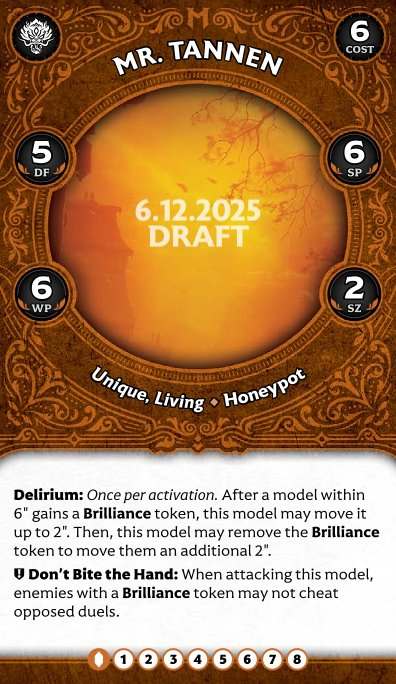 MR. TANNEN
6
COST
5
DF
6
SP
6.12.2025
DRAFT
6
WP
2
SZ
Unique, Living ◆ Honeypot
Delirium: Once per activation. After a model within
6" gains a Brilliance token, this model may move it
up to 2". Then, this model may remove the Brilliance
token to move them an additional 2".
Don't Bite the Hand: When attacking this model,
enemies with a Brilliance token may not cheat
opposed duels.
1 2 3 4 5 6 7 8